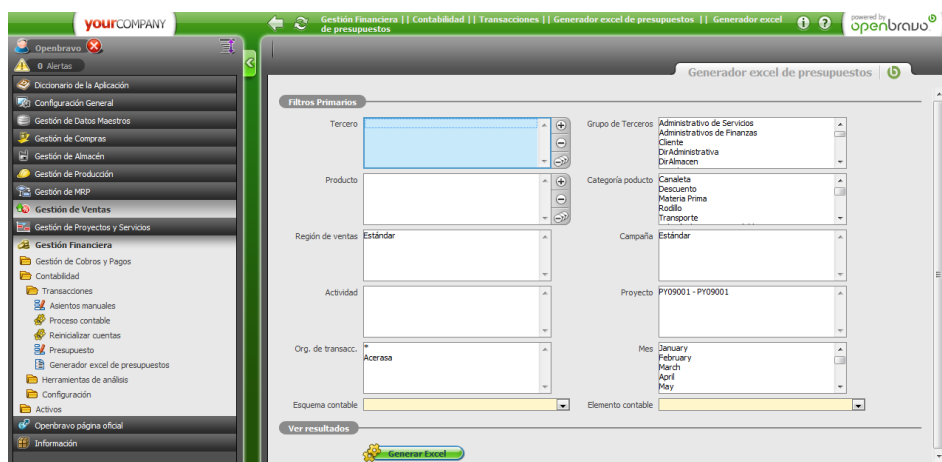 yourCOMPANY
Gestión Financiera || Contabilidad || Transacciones || Generador excel de presupuestos || Generador excel
de presupuestos
powered by
openbravo
Openbravo
0 Alertas
Generador excel de presupuestos
Diccionario de la Aplicación
Configuración General
Gestión de Datos Maestros
Gestión de Compras
Gestión de Almacén
Gestión de Producción
Gestión de MRP
Gestión de Ventas
Gestión de Proyectos y Servicios
Gestión Financiera
Gestión de Cobros y Pagos
Contabilidad
Transacciones
Asientos manuales
Proceso contable
Reinicializar cuentas
Presupuesto
Generador excel de presupuestos
Herramientas de análisis
Configuración
Activos
Openbravo página oficial
Información
Filtros Primarios
Tercero
Grupo de Terceros
Administrativo de Servicios
Administrativos de Finanzas
Cliente
DirAdministrativa
DirAlmacen
Producto
Categoría poducto
Canaleta
Descuento
Materia Prima
Rodillo
Transporte
Región de ventas
Estándar
Campaña
Estándar
Actividad
Proyecto
PY09001 - PY09001
Org. de transacc.
*
Acerasa
Mes
January
February
March
April
May
Esquema contable
Elemento contable
Ver resultados
Generar Excel